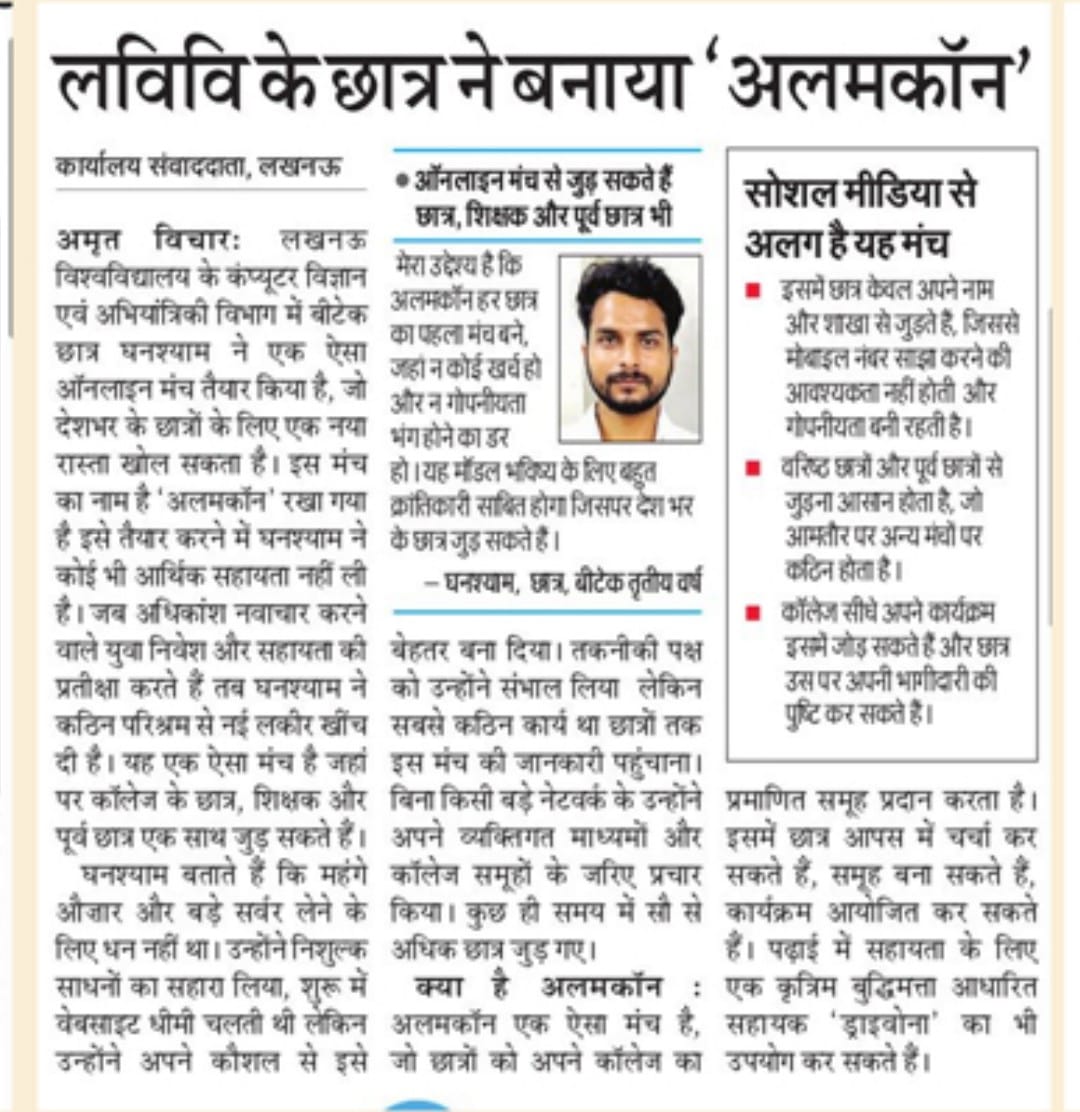 लविवि के छात्र ने बनाया 'अलमकॉन'
कार्यालय संवाददाता, लखनऊ
अमृत विचार: लखनऊ
विश्वविद्यालय के कंप्यूटर विज्ञान
एवं अभियांत्रिकी विभाग में बीटेक
छात्र घनश्याम ने एक ऐसा
ऑनलाइन मंच तैयार किया है, जो
देशभर के छात्रों के लिए एक नया
रास्ता खोल सकता है। इस मंच
का नाम है 'अलमकॉन' रखा गया
है इसे तैयार करने में घनश्याम ने
कोई भी आर्थिक सहायता नहीं ली
है। जब अधिकांश नवाचार करने
वाले युवा निवेश और सहायता की
प्रतीक्षा करते हैं तब घनश्याम ने
कठिन परिश्रम से नई लकीर खींच
दी है। यह एक ऐसा मंच है जहां
पर कॉलेज के छात्र, शिक्षक और
पूर्व छात्र एक साथ जुड़ सकते हैं।
घनश्याम बताते हैं कि महंगे
औजार और बड़े सर्वर लेने के
लिए धन नहीं था। उन्होंने निशुल्क
साधनों का सहारा लिया, शुरू में
वेबसाइट धीमी चलती थी लेकिन
उन्होंने अपने कौशल से इसे
• ऑनलाइन मंच से जुड़ सकते हैं
छात्र, शिक्षक और पूर्व छात्र भी
मेरा उद्देश्य है कि
अलमकॉन हर छात्र
का पहला मंच बने,
जहां न कोई खर्च हो
और न गोपनीयता
भंग होने का डर
हो। यह मॉडल भविष्य के लिए बहुत
क्रांतिकारी साबित होगा जिसपर देश भर
के छात्र जुड़ सकते हैं।
– घनश्याम, छात्र, बीटेक तृतीय वर्ष
बेहतर बना दिया। तकनीकी पक्ष
को उन्होंने संभाल लिया लेकिन
सबसे कठिन कार्य था छात्रों तक
इस मंच की जानकारी पहुंचाना।
बिना किसी बड़े नेटवर्क के उन्होंने
अपने व्यक्तिगत माध्यमों और
कॉलेज समूहों के जरिए प्रचार
किया। कुछ ही समय में सौ से
अधिक छात्र जुड़ गए।
क्या है अलमकॉन :
अलमकॉन एक ऐसा मंच है,
जो छात्रों को अपने कॉलेज का
सोशल मीडिया से
अलग है यह मंच
■ इसमें छात्र केवल अपने नाम
और शाखा से जुड़ते हैं, जिससे
मोबाइल नंबर साझा करने की
आवश्यकता नहीं होती और
गोपनीयता बनी रहती है।
■ वरिष्ट छात्रों और पूर्व छात्रों से
जुड़ना आसान होता है, जो
आमतौर पर अन्य मंचों पर
कठिन होता है।
■ कॉलेज सीधे अपने कार्यक्रम
इसमें जोड़ सकते हैं और छात्र
उस पर अपनी भागीदारी की
पुष्टि कर सकते हैं।
प्रमाणित समूह प्रदान करता है।
इसमें छात्र आपस में चर्चा कर
सकते हैं, समूह बना सकते हैं,
कार्यक्रम आयोजित कर सकते
हैं। पढ़ाई में सहायता के लिए
एक कृत्रिम बुद्धिमत्ता आधारित
सहायक 'ड्राइवोना' का भी
उपयोग कर सकते हैं।